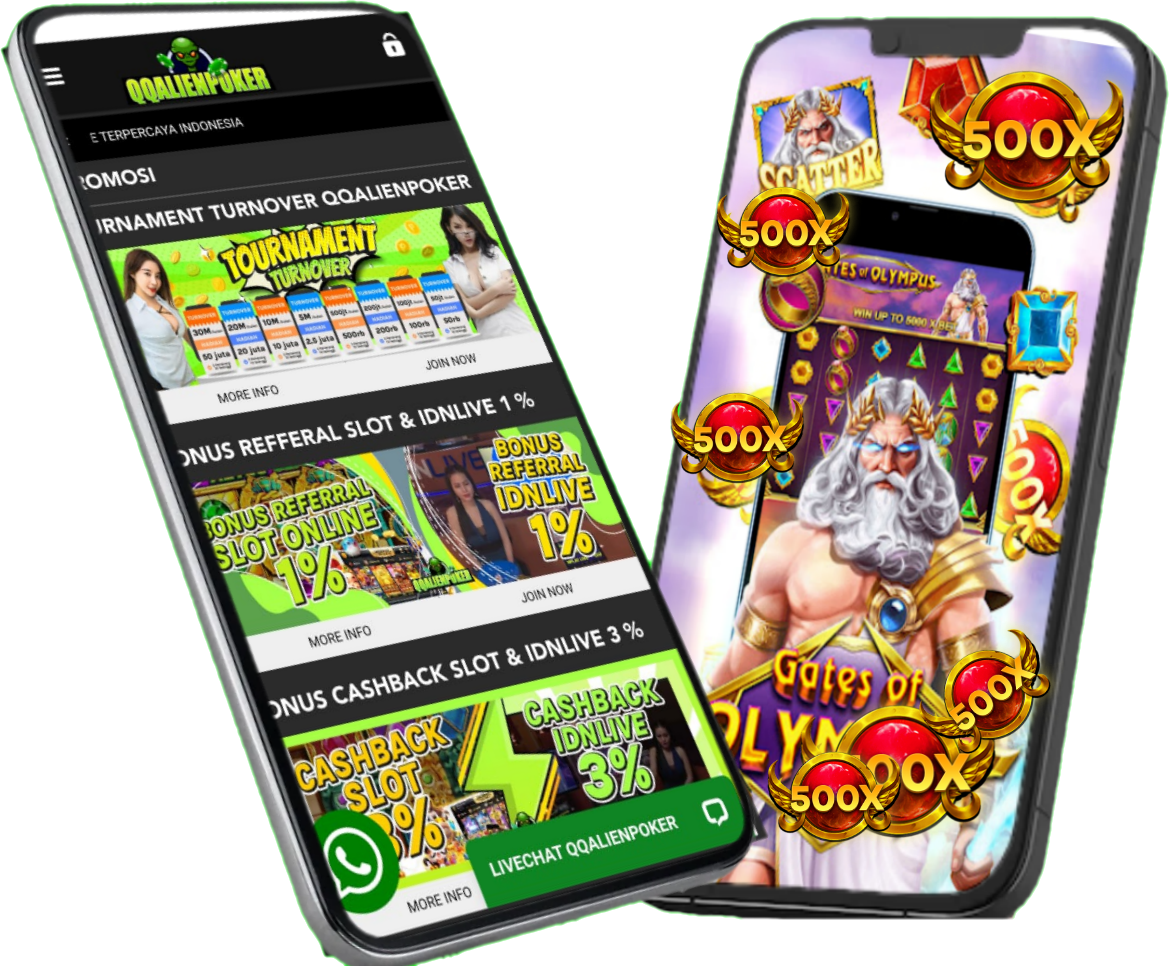 QQALIENPOKER
E TERPERCAYA INDONESIA
ROMOSI
URNAMENT TURNOVER QQALIENPOKER
TOURNAMENT
TURNOVER
TURNOVER TURNOVER TURNOVER TURNOVER TURNOVER TURNOVER TURNOVER TURNOVER
30M 20M 10M 5M 500jt 200jt 100jt 50jt
HADIAH HADIAH HADIAH HADIAH HADIAH HADIAH HADIAH HADIAH
50 juta 20 juta 10 juta 2.5 juta 500rb 200rb 100rb 50rb
MORE INFO
JOIN NOW
ONUS REFFERAL SLOT & IDNLIVE 1 %
BONUS REFERRAL
SLOT ONLINE
1%
LIVE
BONUS
REFERRAL
IDNLIVE
1%
QQALIENPOKER
MORE INFO
JOIN NOW
ONUS CASHBACK SLOT & IDNLIVE 3 %
CASHBACK
SLOT
3%
CASHBACK
IDNLIVE
3%
MORE INFO
LIVECHAT QQALIENPOKER
SCATTER
500X
500X
GATES of OLYMPUS
WIN UP TO 5000 X BET
500X
500X
Gates of
OLYM
500X
500X
500X